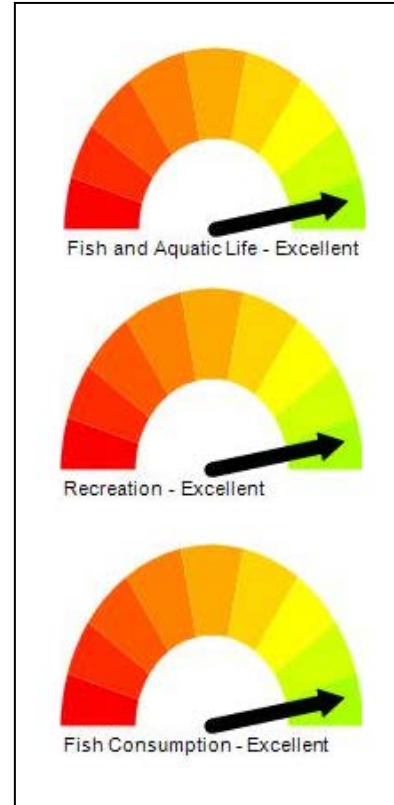 Fish and Aquatic Life - Excellent
Recreation - Excellent
Fish Consumption - Excellent